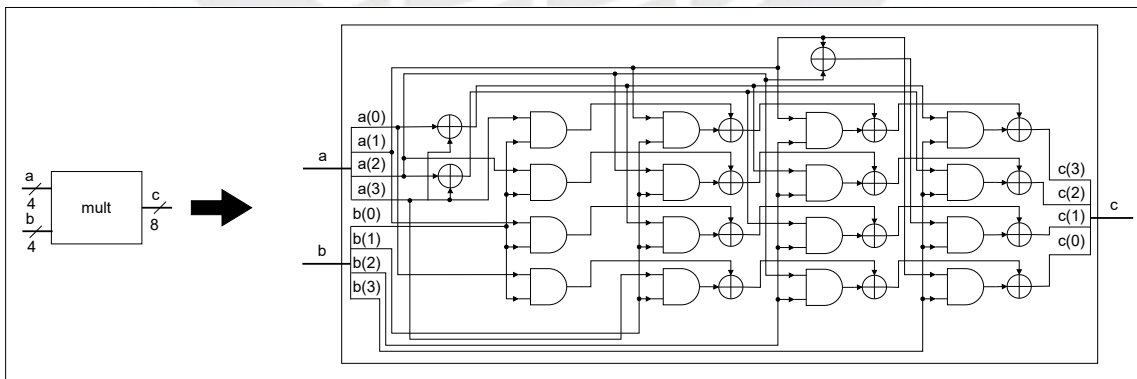 a
4
b
4
mult
c
8
a
b
a(0)
a(1)
a(2)
a(3)
b(0)
b(1)
b(2)
b(3)
c(3)
c(2)
c(1)
c(0)
c